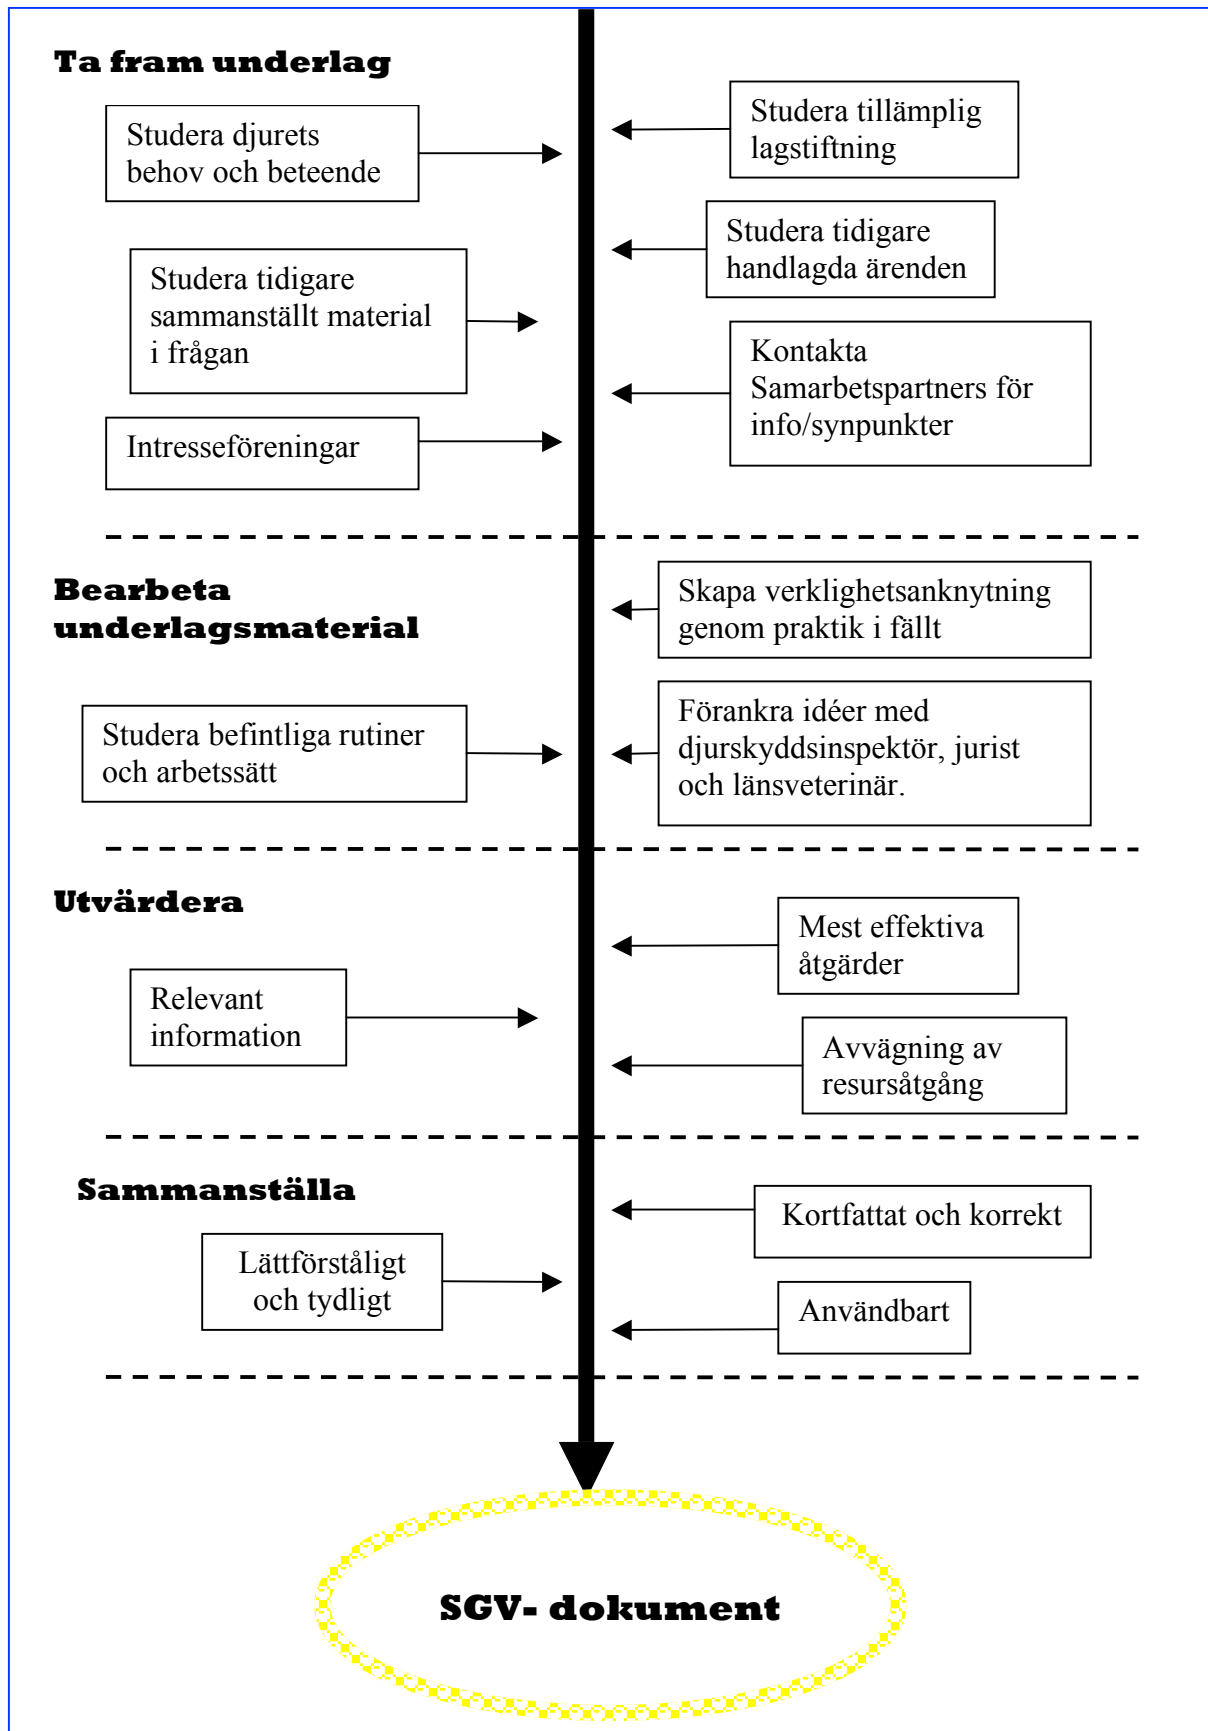 Ta fram underlag
Studera djurets
behov och beteende
Studera tillämplig
lagstiftning
Studera tidigare
handlagda ärenden
Studera tidigare
sammanställt material
i frågan
Kontakta
Samarbetspartners för
info/synpunkter
Intresseföreningar
Bearbeta
underlagsmaterial
Skapa verklighetsanknytning
genom praktik i fällt
Studera befintliga rutiner
och arbetssätt
Förankra idéer med
djurskyddsinspektör, jurist
och länsveterinär.
Utvärdera
Mest effektiva
åtgärder
Relevant
information
Avvägning av
resursåtgång
Sammanställa
Kortfattat och korrekt
Lättförståligt
och tydligt
Användbart
SGV- dokument